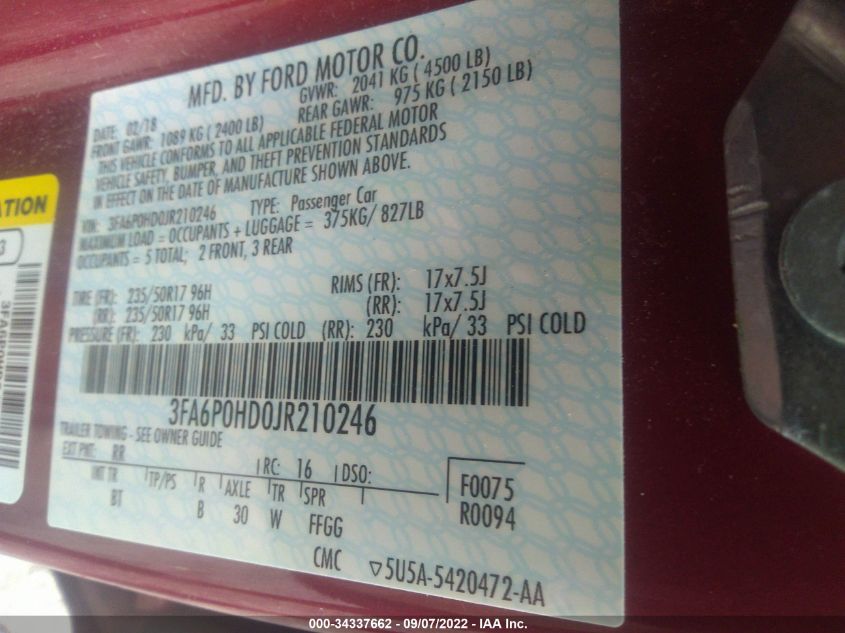 MFD. BY FORD MOTOR CO.
DATE: 02/18 GVWR: 2041 KG ( 4500 LB)
FRONT GAWR: 1089 KG ( 2400 LB) REAR GAWR: 975 KG ( 2150 LB)
THIS VEHICLE CONFORMS TO ALL APPLICABLE FEDERAL MOTOR
VEHICLE SAFETY, BUMPER, AND THEFT PREVENTION STANDARDS
IN EFFECT ON THE DATE OF MANUFACTURE SHOWN ABOVE.
VIN: 3FA6P0HD0JR210246 TYPE: Passenger Car
MAXIMUM LOAD = OCCUPANTS + LUGGAGE = 375KG/ 827LB
OCCUPANTS = 5 TOTAL; 2 FRONT, 3 REAR
TIRE (FR): 235/50R17 96H RIMS (FR): 17x7.5J
(RR): 235/50R17 96H (RR): 17x7.5J
PRESSURE (FR): 230 kPa/ 33 PSI COLD (RR): 230 kPa/ 33 PSI COLD
3FA6P0HD0JR210246
TRAILER TOWING - SEE OWNER GUIDE
EXT PNT: RR RC: 16 DSO:
INT TR TP/PS R AXLE TR SPR F0075
BT B 30 W FFGG R0094
CMC 5U5A-5420472-AA
ATION
3
000-34337662 - 09/07/2022 - IAA Inc.